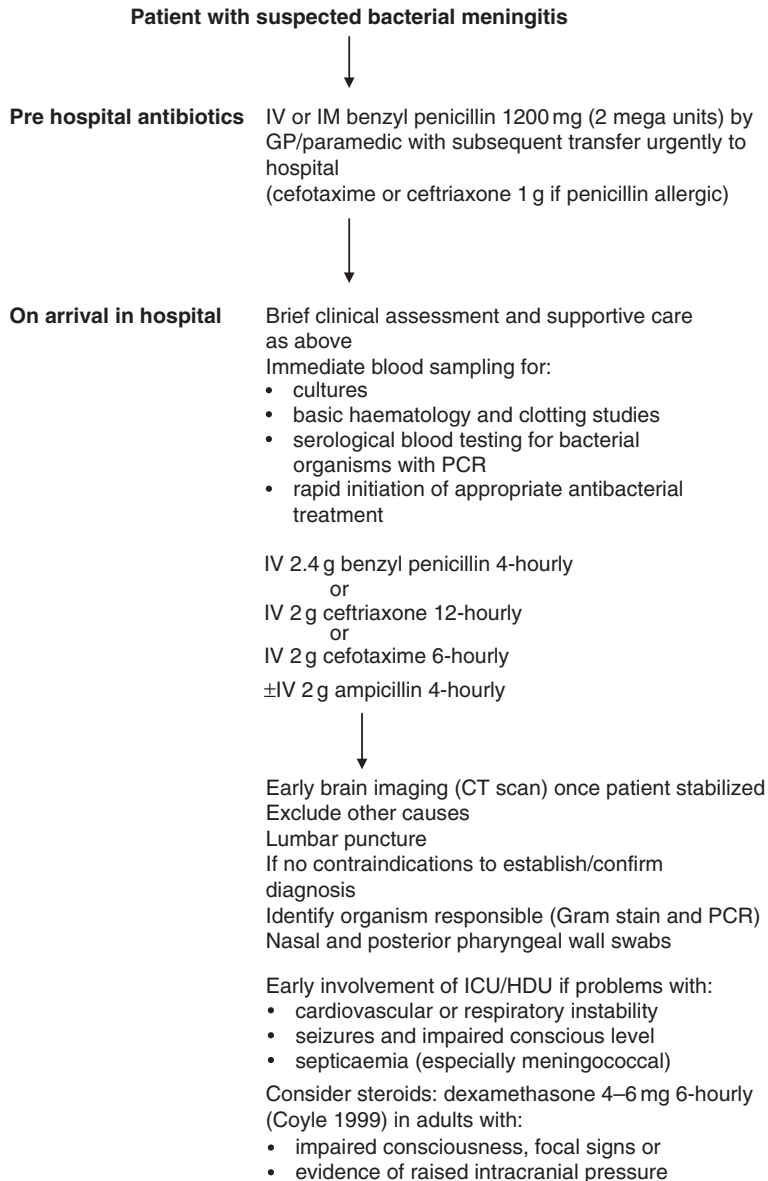 Patient with suspected bacterial meningitis
Pre hospital antibiotics IV or IM benzyl penicillin 1200 mg (2 mega units) by
GP/paramedic with subsequent transfer urgently to
hospital
(cefotaxime or ceftriaxone 1 g if penicillin allergic)
On arrival in hospital Brief clinical assessment and supportive care
as above
Immediate blood sampling for:
• cultures
• basic haematology and clotting studies
• serological blood testing for bacterial
organisms with PCR
• rapid initiation of appropriate antibacterial
treatment
IV 2.4 g benzyl penicillin 4-hourly
or
IV 2 g ceftriaxone 12-hourly
or
IV 2 g cefotaxime 6-hourly
±IV 2 g ampicillin 4-hourly
Early brain imaging (CT scan) once patient stabilized
Exclude other causes
Lumbar puncture
If no contraindications to establish/confirm
diagnosis
Identify organism responsible (Gram stain and PCR)
Nasal and posterior pharyngeal wall swabs
Early involvement of ICU/HDU if problems with:
• cardiovascular or respiratory instability
• seizures and impaired conscious level
• septicaemia (especially meningococcal)
Consider steroids: dexamethasone 4–6 mg 6-hourly
(Coyle 1999) in adults with:
• impaired consciousness, focal signs or
• evidence of raised intracranial pressure